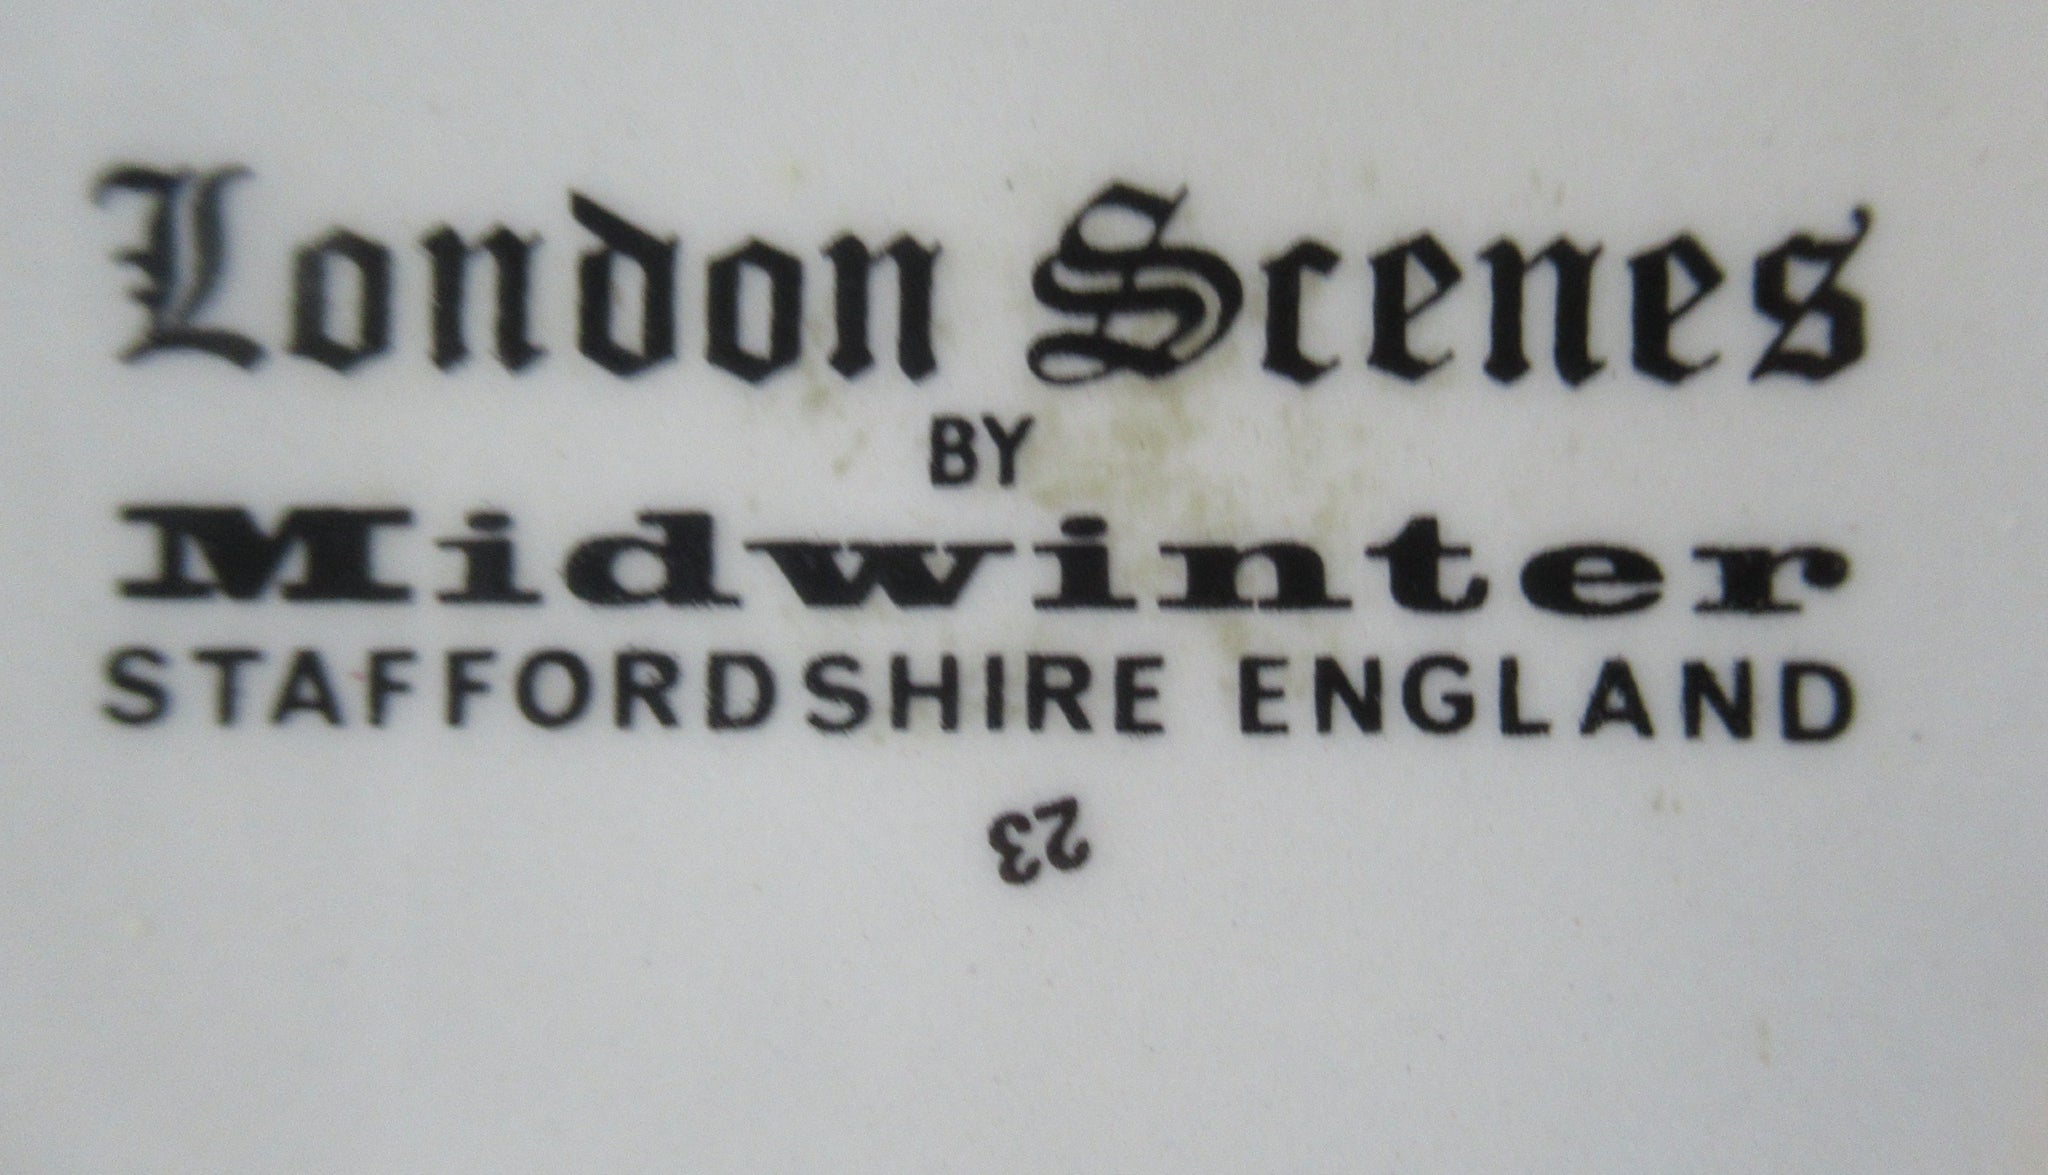 London Scenes
BY
Midwinter
STAFFORDSHIRE ENGLAND
23